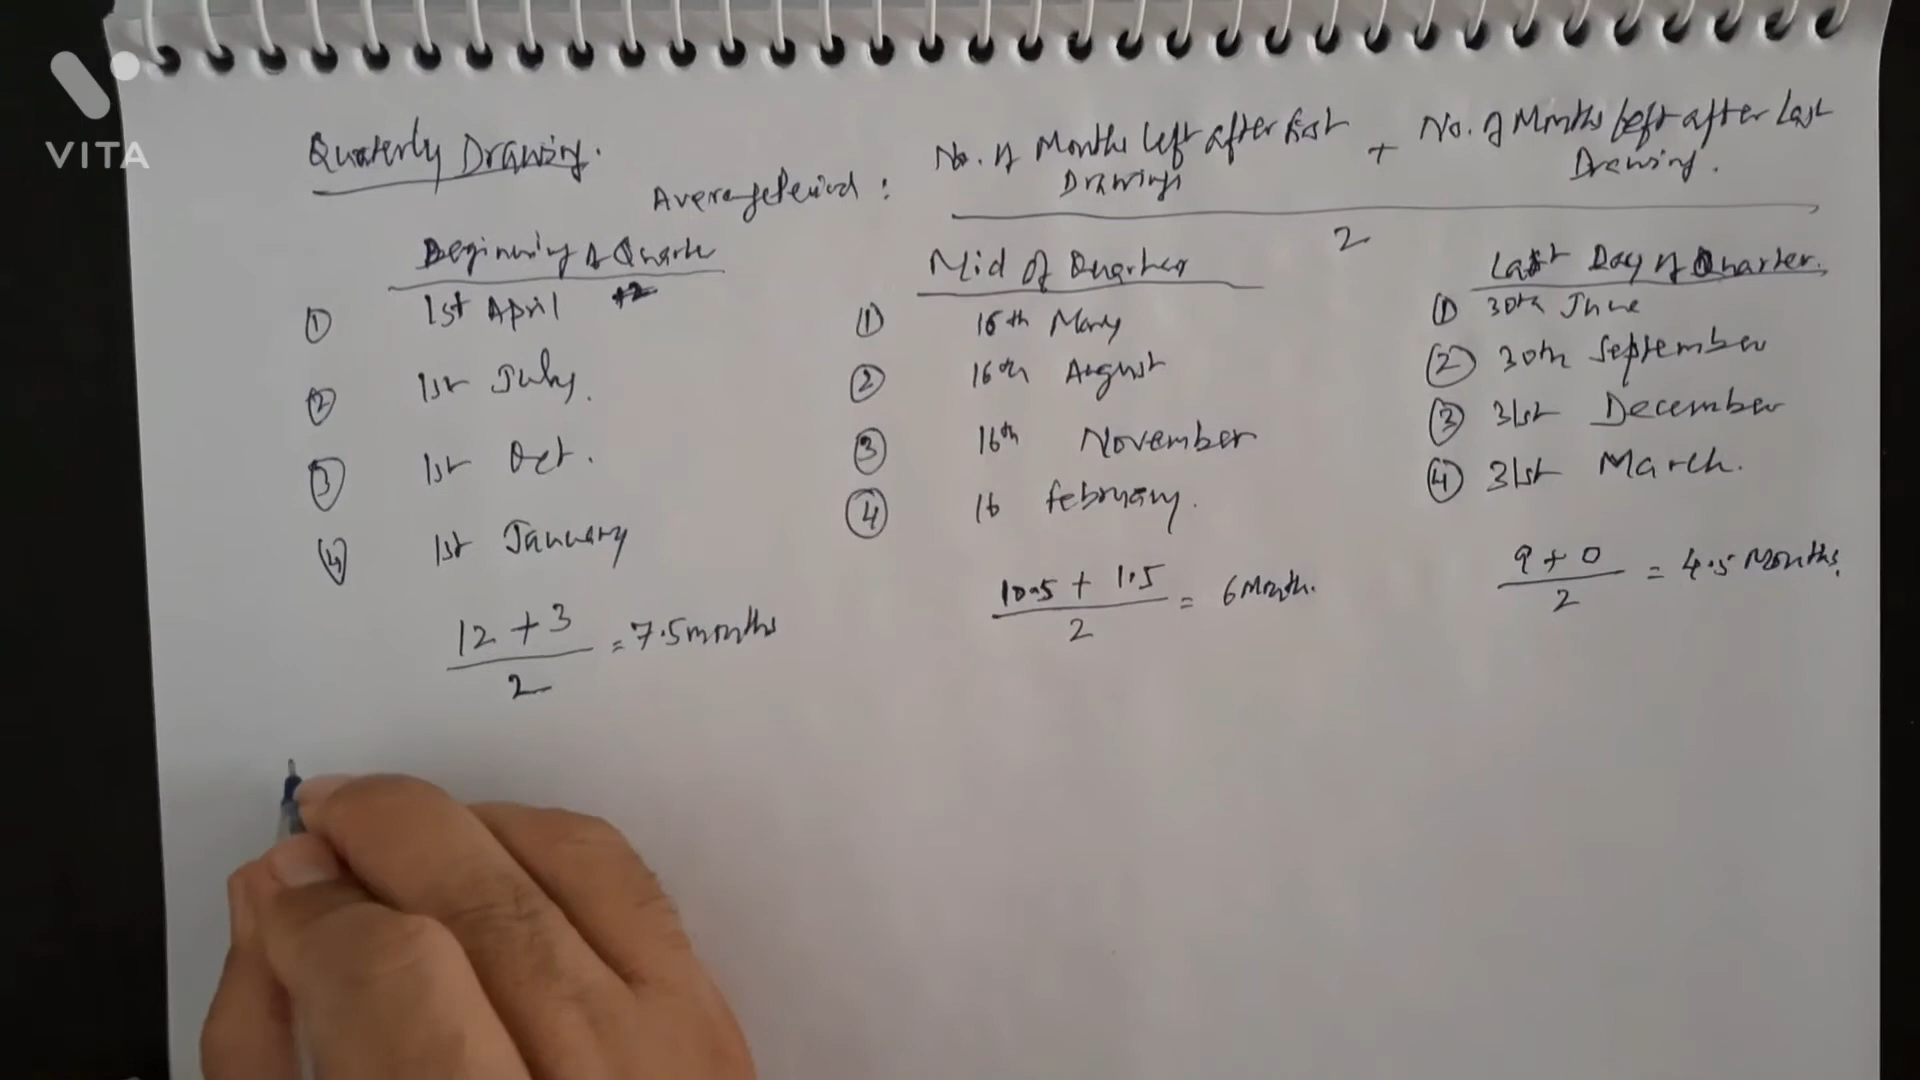 VITA
Quaterly Drawing.
Average Period : No. of Months left after first Drawings + No. of Months left after Last Drawing.
2
Beginning of Quarte
① 1st April
② 1st July.
③ 1st Oct.
④ 1st January
12 + 3
2
= 7.5 months
Mid of Quarter
① 16th May
② 16th August
③ 16th November
④ 16 february.
10.5 + 1.5
2
= 6 Month.
Last Day of Quarter.
① 30th June
② 30th September
③ 31st December
④ 31st March.
9 + 0
2
= 4.5 Months.